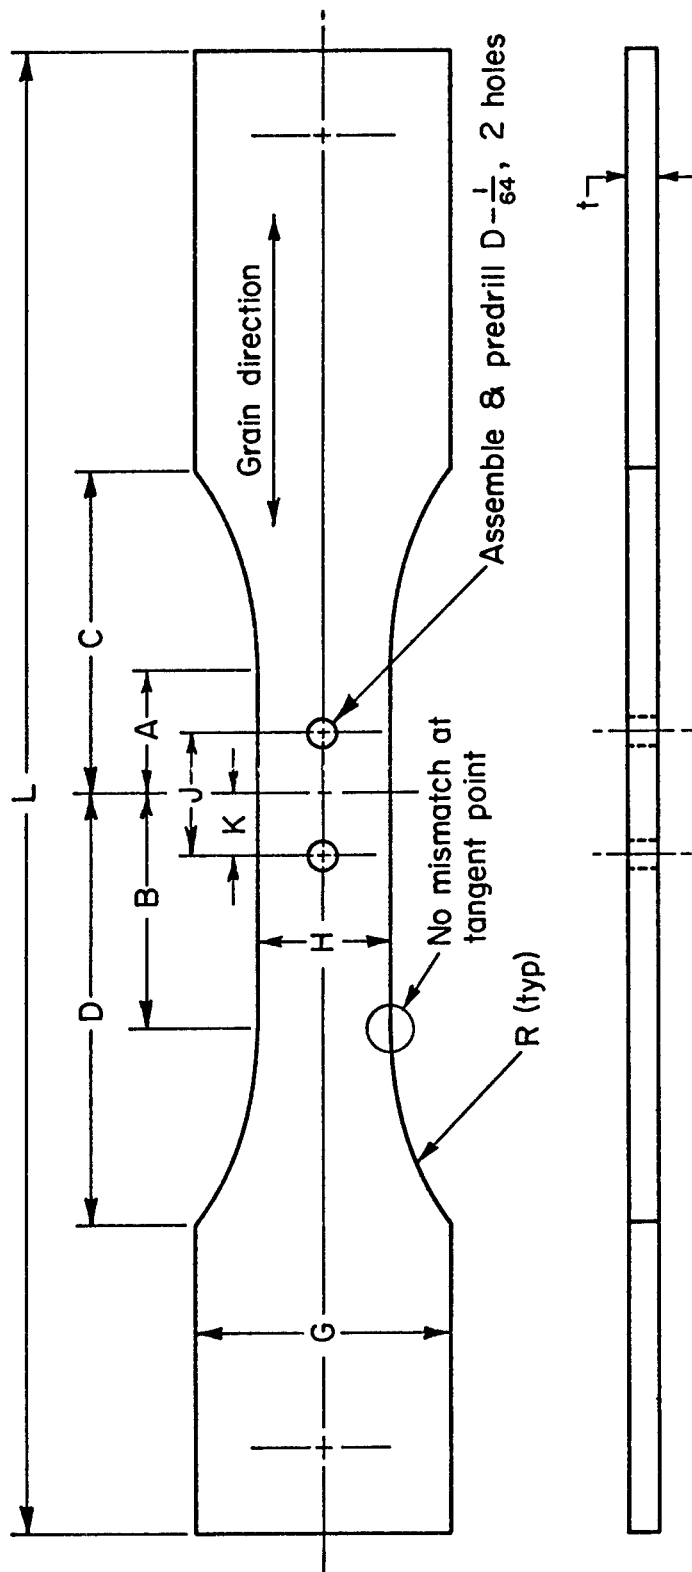 L
D
C
B
A
J
K
G
H
Grain direction
Assemble & predrill D-1/64, 2 holes
No mismatch at
tangent point
R (typ)
t